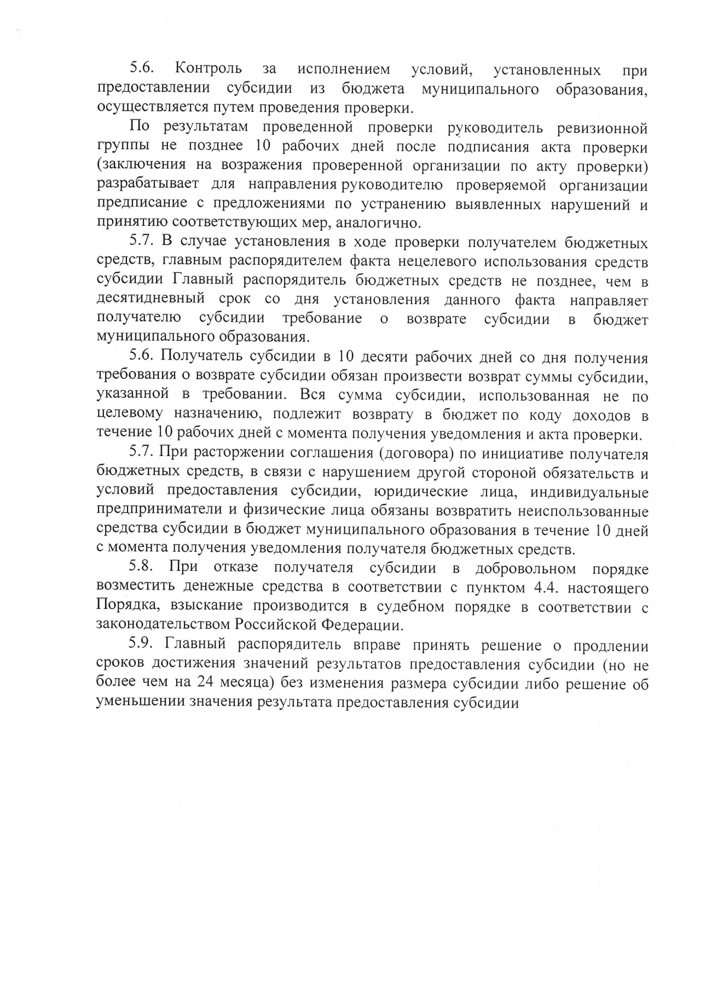 5.6. Контроль за исполнением условий, установленных при
предоставлении субсидии из бюджета муниципального образования,
осуществляется путем проведения проверки.
По результатам проведенной проверки руководитель ревизионной
группы не позднее 10 рабочих дней после подписания акта проверки
(заключения на возражения проверенной организации по акту проверки)
разрабатывает для направления руководителю проверяемой организации
предписание с предложениями по устранению выявленных нарушений и
принятию соответствующих мер, аналогично.
5.7. В случае установления в ходе проверки получателем бюджетных
средств, главным распорядителем факта нецелевого использования средств
субсидии Главный распорядитель бюджетных средств не позднее, чем в
десятидневный срок со дня установления данного факта направляет
получателю субсидии требование о возврате субсидии в бюджет
муниципального образования.
5.6. Получатель субсидии в 10 десяти рабочих дней со дня получения
требования о возврате субсидии обязан произвести возврат суммы субсидии,
указанной в требовании. Вся сумма субсидии, использованная не по
целевому назначению, подлежит возврату в бюджет по коду доходов в
течение 10 рабочих дней с момента получения уведомления и акта проверки.
5.7. При расторжении соглашения (договора) по инициативе получателя
бюджетных средств, в связи с нарушением другой стороной обязательств и
условий предоставления субсидии, юридические лица, индивидуальные
предприниматели и физические лица обязаны возвратить неиспользованные
средства субсидии в бюджет муниципального образования в течение 10 дней
с момента получения уведомления получателя бюджетных средств.
5.8. При отказе получателя субсидии в добровольном порядке
возместить денежные средства в соответствии с пунктом 4.4. настоящего
Порядка, взыскание производится в судебном порядке в соответствии с
законодательством Российской Федерации.
5.9. Главный распорядитель вправе принять решение о продлении
сроков достижения значений результатов предоставления субсидии (но не
более чем на 24 месяца) без изменения размера субсидии либо решение об
уменьшении значения результата предоставления субсидии